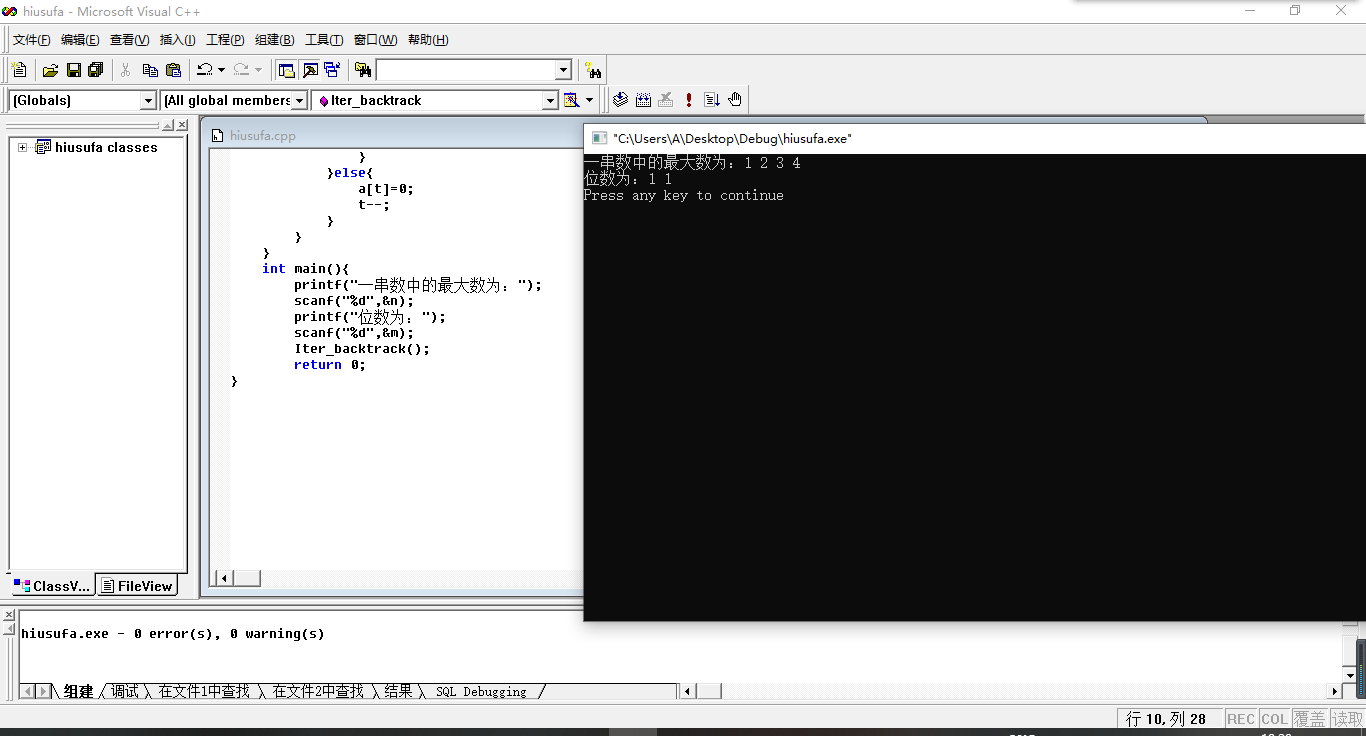 hiusufa - Microsoft Visual C++
文件(F) 编辑(E) 查看(V) 插入(I) 工程(P) 组建(B) 工具(T) 窗口(W) 帮助(H)
(Globals) (All global members Iter_backtrack
hiusufa classes
hiusufa.cpp
}
}else{
a[t]=0;
t--;
}
}
}
int main(){
printf("一串数中的最大数为：");
scanf("%d",&n);
printf("位数为：");
scanf("%d",&m);
Iter_backtrack();
return 0;
}
"C:\Users\A\Desktop\Debug\hiusufa.exe"
一串数中的最大数为：1 2 3 4
位数为：1 1
Press any key to continue
ClassV... FileView
hiusufa.exe - 0 error(s), 0 warning(s)
组建 调试 在文件1中查找 在文件2中查找 结果 SQL Debugging
行 10, 列 28 REC COL 覆盖 读取